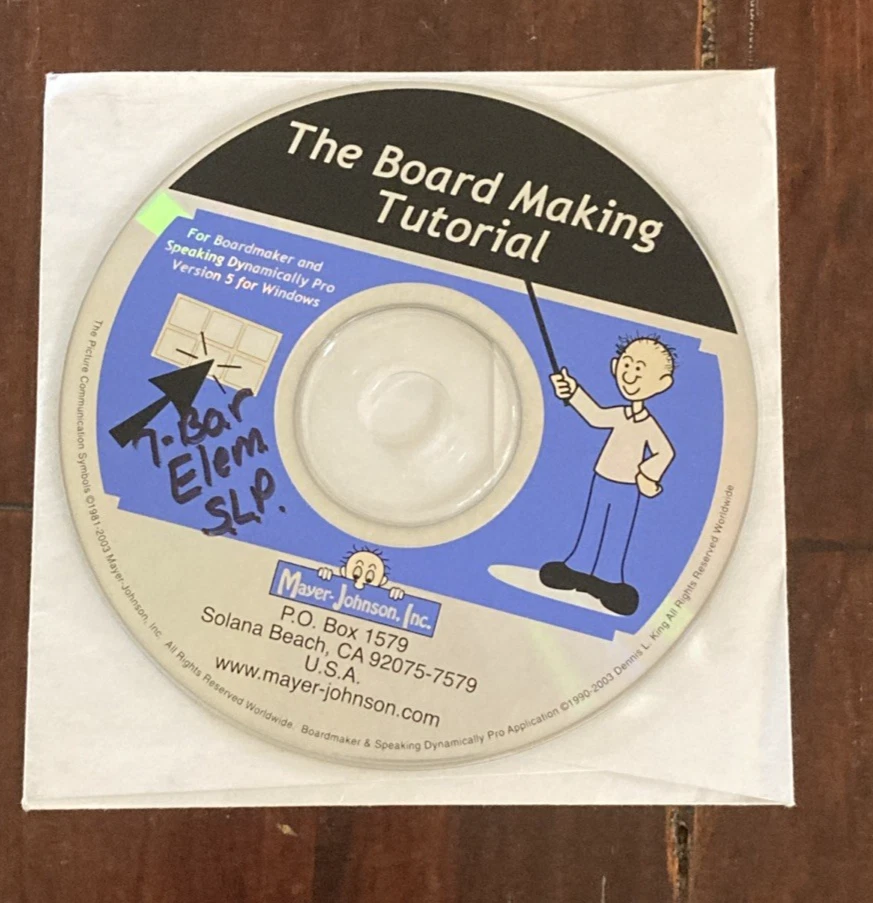 The Board Making
Tutorial
For Boardmaker and
Speaking Dynamically Pro
Version 5 for Windows
T-Bar
Elem.
SLP.
Mayer-Johnson, Inc.
P.O. Box 1579
Solana Beach, CA 92075-7579
U.S.A.
www.mayer-johnson.com
The Picture Communication Symbols ©1981-2003 Mayer-Johnson, Inc. All Rights Reserved Worldwide. Boardmaker & Speaking Dynamically Pro Application ©1990-2003 Dennis L. King All Rights Reserved Worldwide